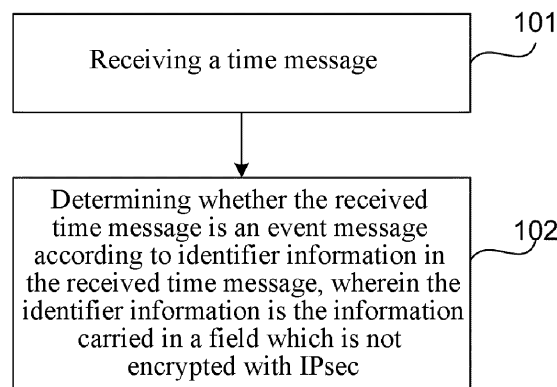 Receiving a time message
101
Determining whether the received
time message is an event message
according to identifier information in
the received time message, wherein the
identifier information is the information
carried in a field which is not
encrypted with IPsec
102